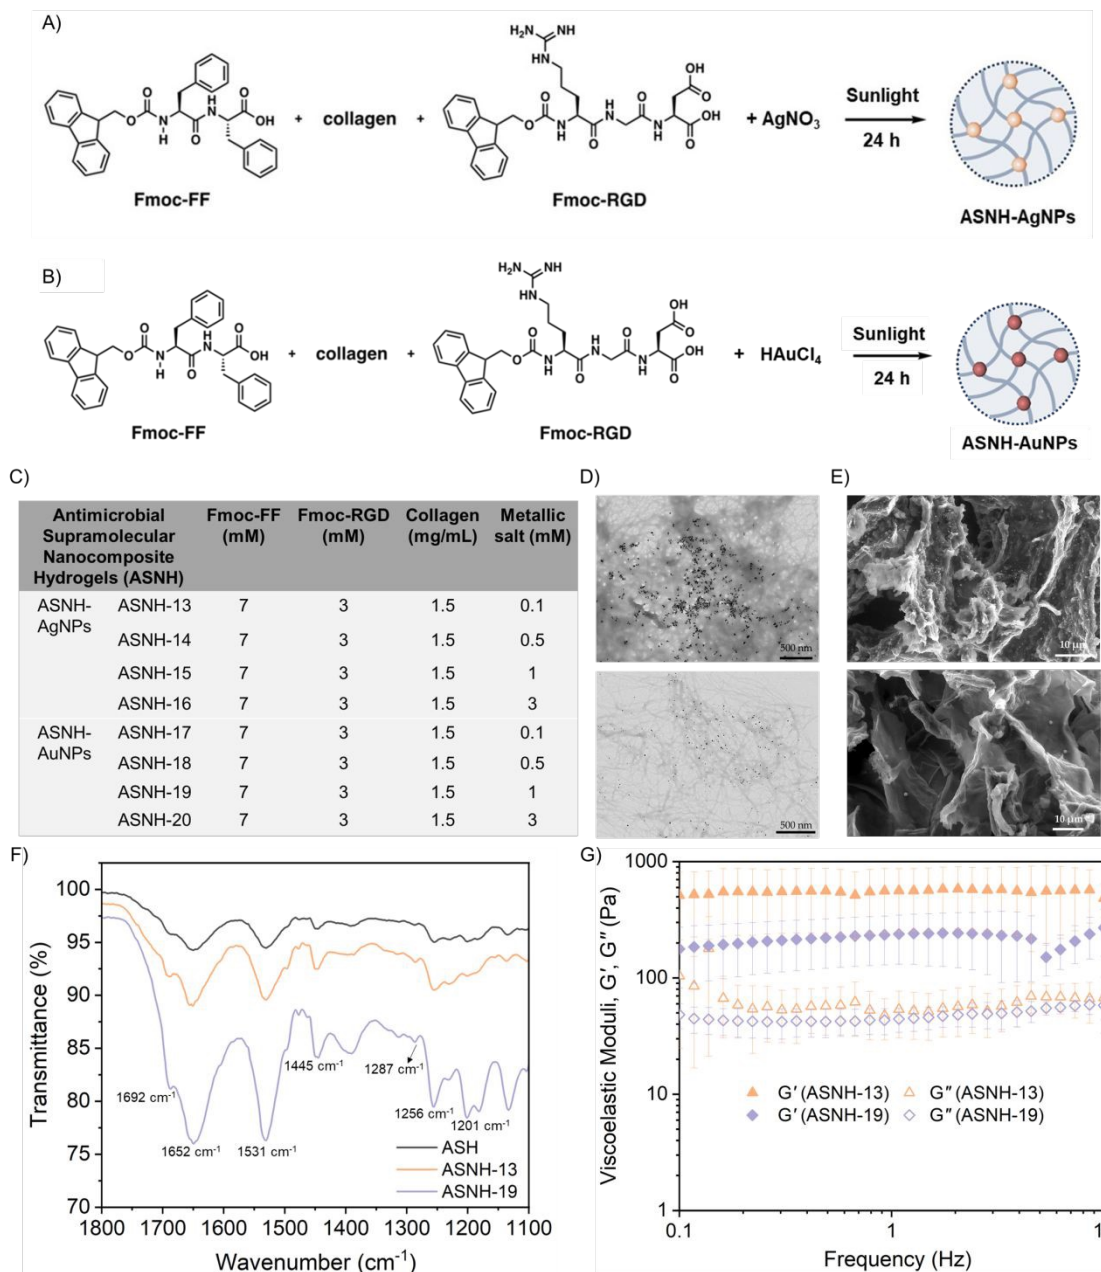 A)
H₂N NH
HN
O
O
O
N
H
H
N
O
O
OH
+ collagen +
O
O
N
H
O
H
N
O
N
H
O
OH
O
OH
+ AgNO₃
Sunlight
24 h
Fmoc-FF
Fmoc-RGD
ASNH-AgNPs
B)
H₂N NH
HN
O
O
O
N
H
H
N
O
O
OH
+ collagen +
O
O
N
H
O
H
N
O
N
H
O
OH
O
OH
+ HAuCl₄
Sunlight
24 h
Fmoc-FF
Fmoc-RGD
ASNH-AuNPs
C)
Antimicrobial Supramolecular Nanocomposite Hydrogels (ASNH) Fmoc-FF (mM) Fmoc-RGD (mM) Collagen (mg/mL) Metallic salt (mM)
ASNH-AgNPs ASNH-13 7 3 1.5 0.1
ASNH-14 7 3 1.5 0.5
ASNH-15 7 3 1.5 1
ASNH-16 7 3 1.5 3
ASNH-AuNPs ASNH-17 7 3 1.5 0.1
ASNH-18 7 3 1.5 0.5
ASNH-19 7 3 1.5 1
ASNH-20 7 3 1.5 3
D)
500 nm
500 nm
E)
10 µm
10 µm
F)
Transmittance (%)
100
95
90
85
80
75
70
1692 cm⁻¹
1652 cm⁻¹
1531 cm⁻¹
1445 cm⁻¹
1287 cm⁻¹
1256 cm⁻¹
1201 cm⁻¹
ASH
ASNH-13
ASNH-19
1800 1700 1600 1500 1400 1300 1200 1100
Wavenumber (cm⁻¹)
G)
Viscoelastic Moduli, G′, G″ (Pa)
1000
100
10
1
G′ (ASNH-13) G″ (ASNH-13)
G′ (ASNH-19) G″ (ASNH-19)
0.1 1 1
Frequency (Hz)